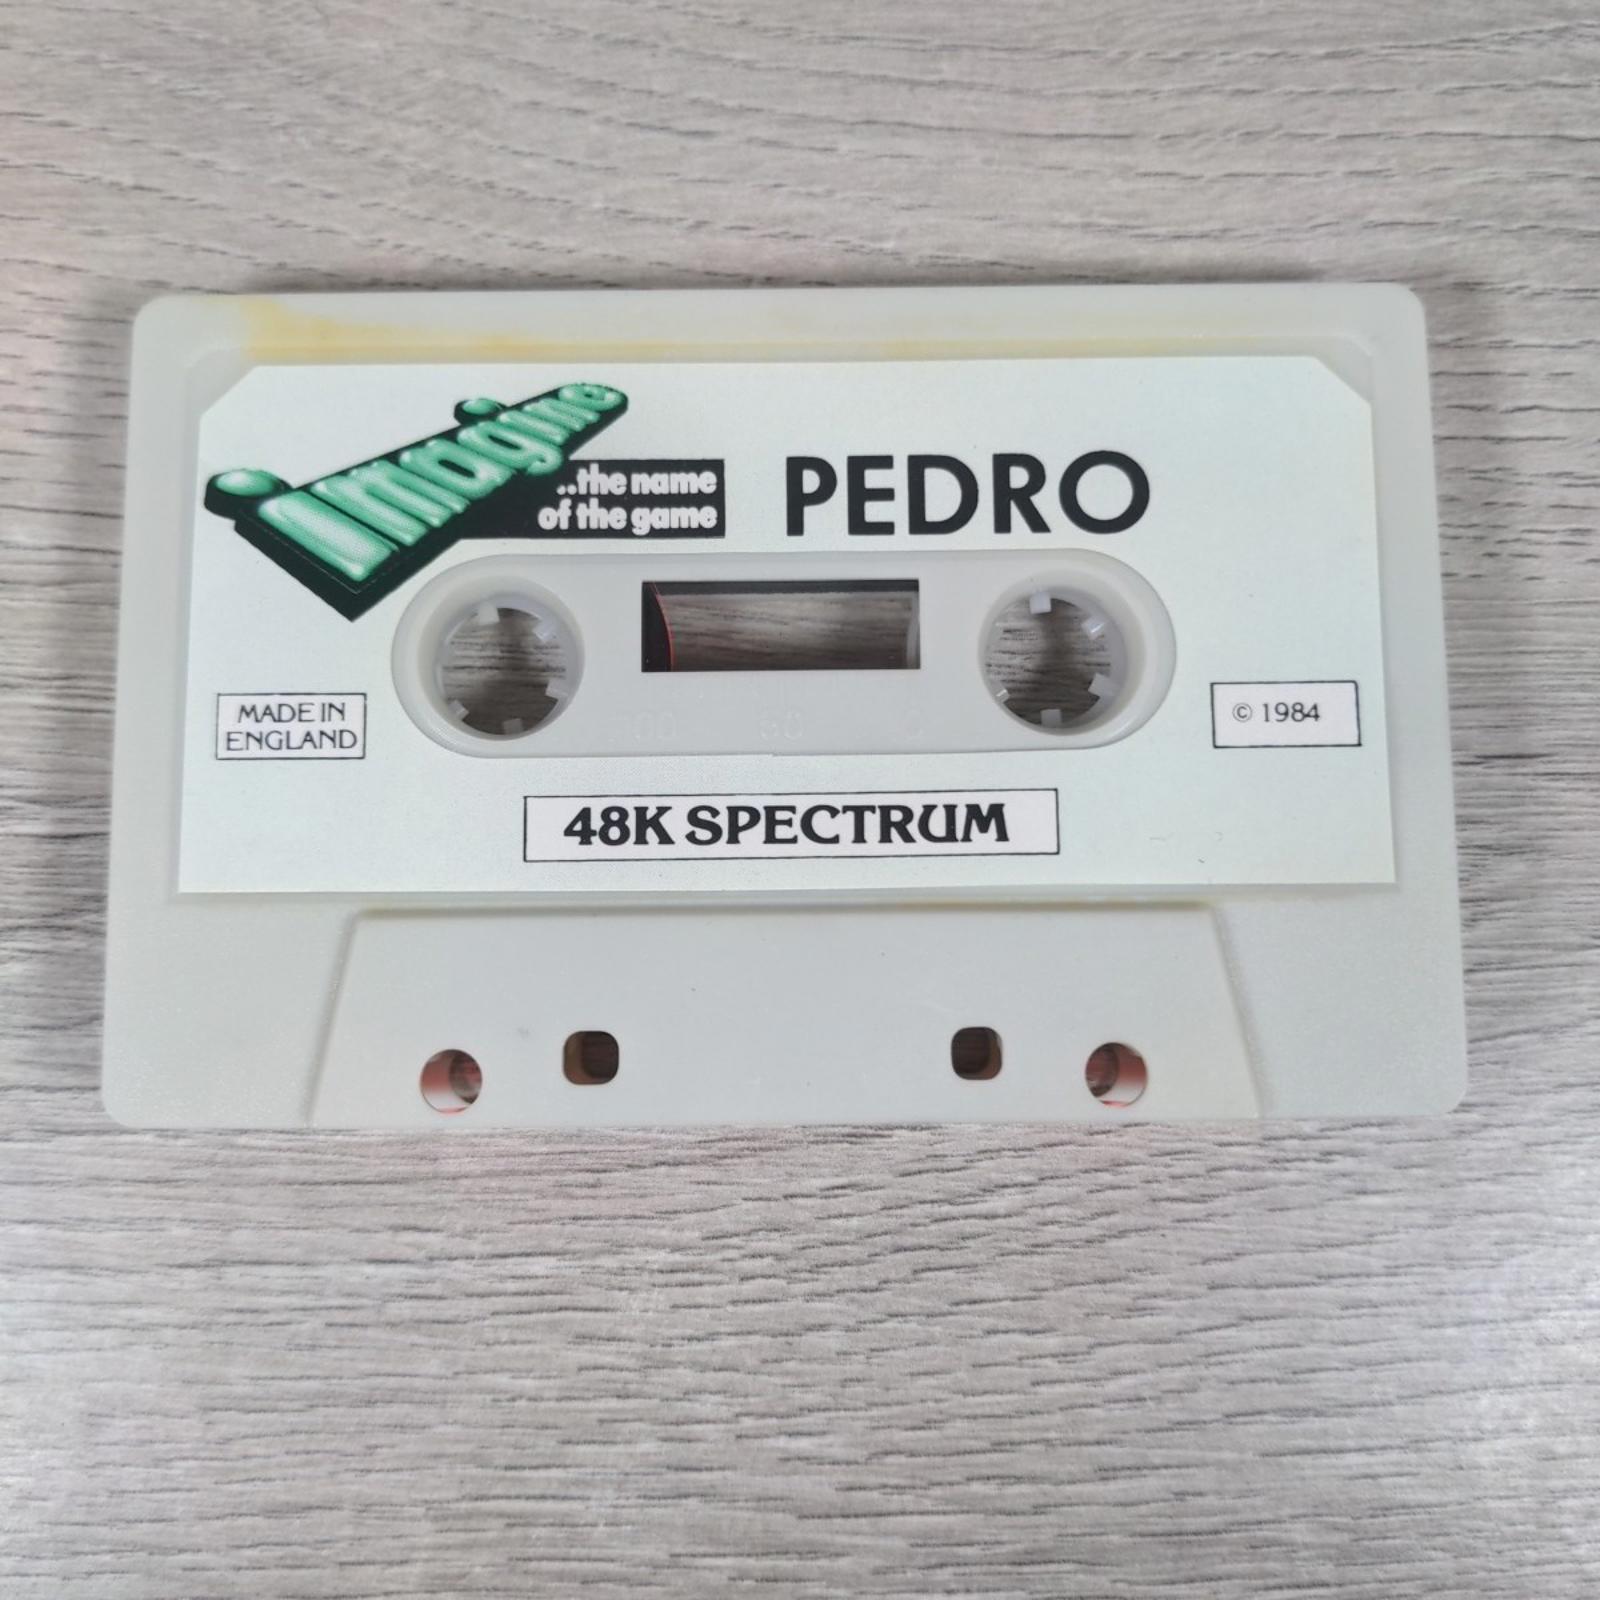 Imagine
..the name
of the game
PEDRO
MADE IN
ENGLAND
© 1984
48K SPECTRUM